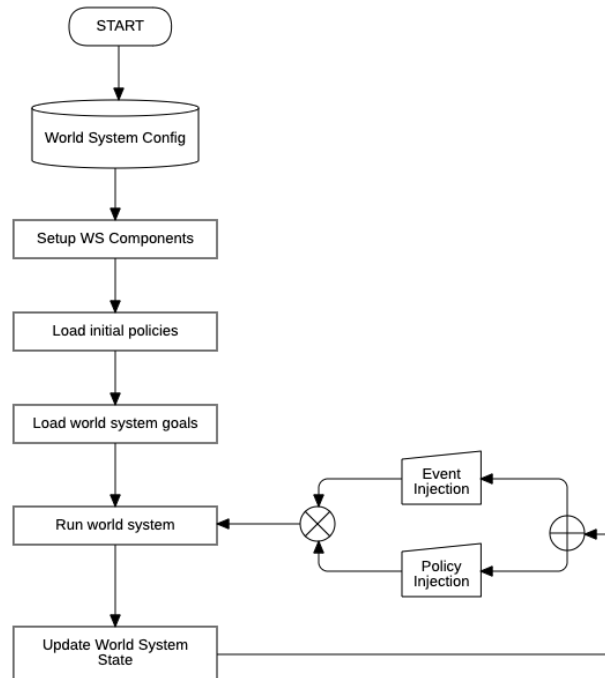 START
World System Config
Setup WS Components
Load initial policies
Load world system goals
Event
Injection
Run world system
Policy
Injection
Update World System
State